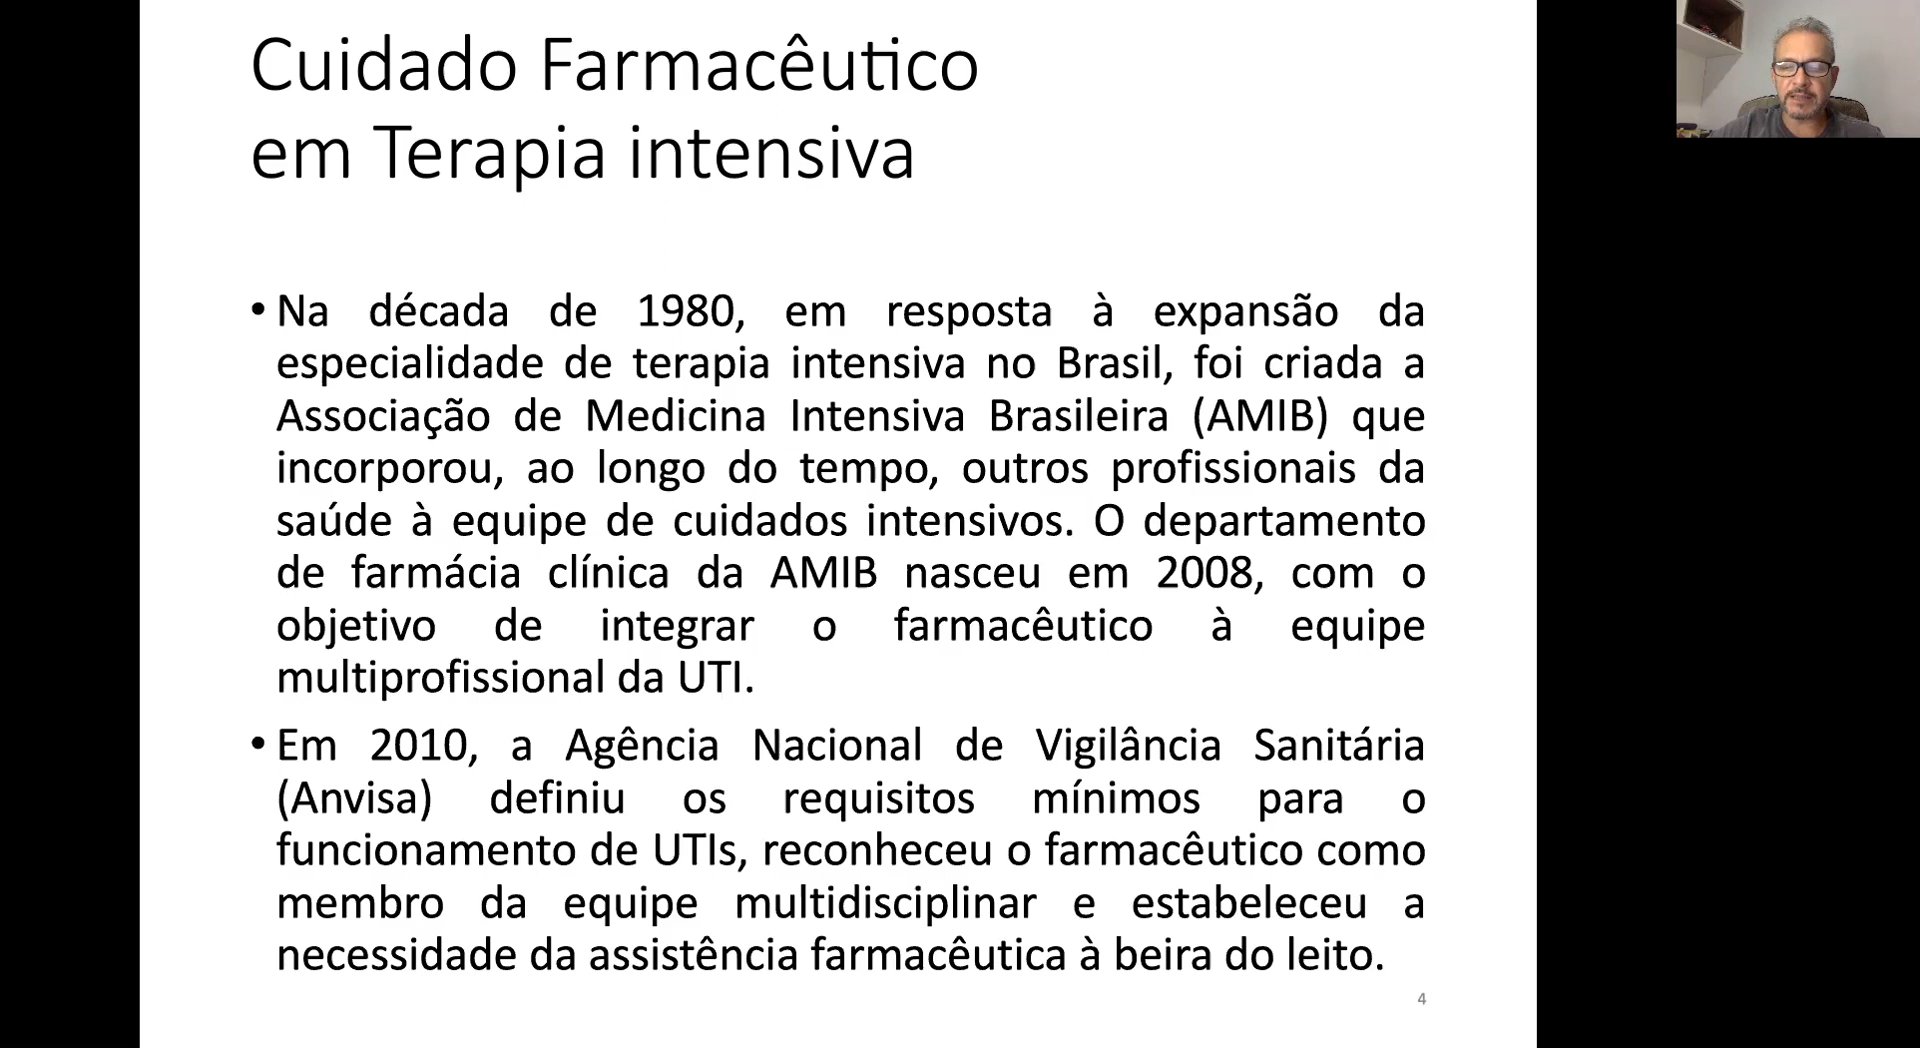 Cuidado Farmacêutico
em Terapia intensiva
• Na década de 1980, em resposta à expansão da
especialidade de terapia intensiva no Brasil, foi criada a
Associação de Medicina Intensiva Brasileira (AMIB) que
incorporou, ao longo do tempo, outros profissionais da
saúde à equipe de cuidados intensivos. O departamento
de farmácia clínica da AMIB nasceu em 2008, com o
objetivo de integrar o farmacêutico à equipe
multiprofissional da UTI.
• Em 2010, a Agência Nacional de Vigilância Sanitária
(Anvisa) definiu os requisitos mínimos para o
funcionamento de UTIs, reconheceu o farmacêutico como
membro da equipe multidisciplinar e estabeleceu a
necessidade da assistência farmacêutica à beira do leito.
4